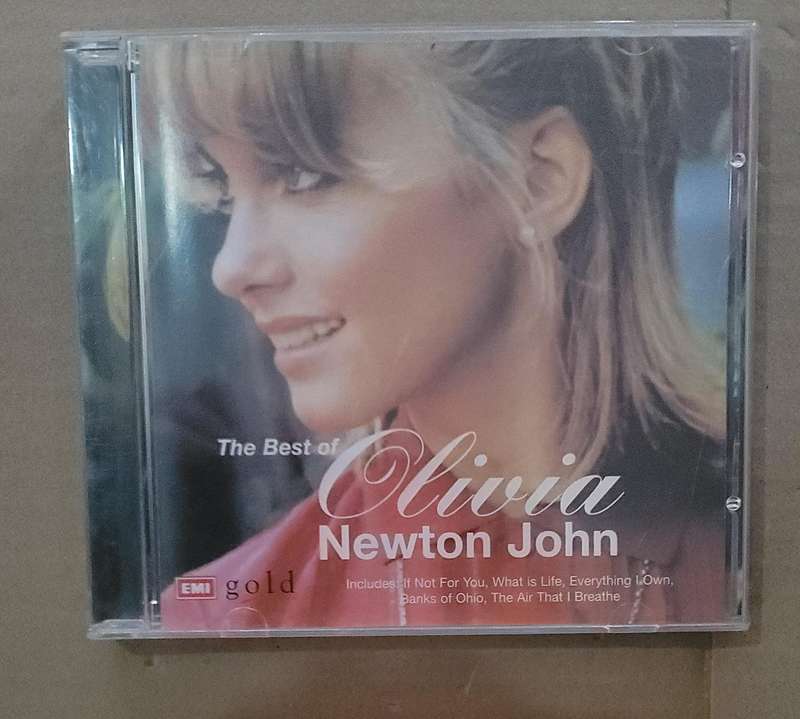 The Best of
Olivia
Newton John
EMI gold
Includes: If Not For You, What is Life, Everything I Own,
Banks of Ohio, The Air That I Breathe